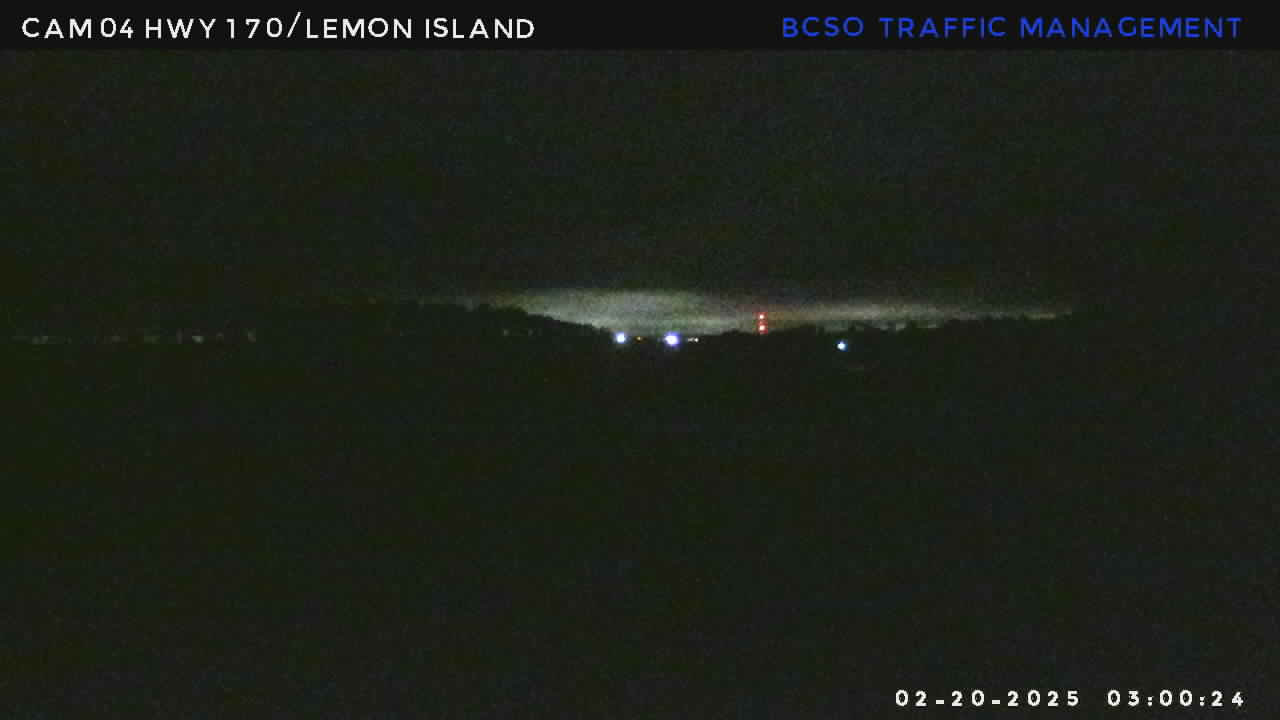 CAM04 HWY 170/LEMON ISLAND
BCSO TRAFFIC MANAGEMENT
02-20-2025 03:00:24